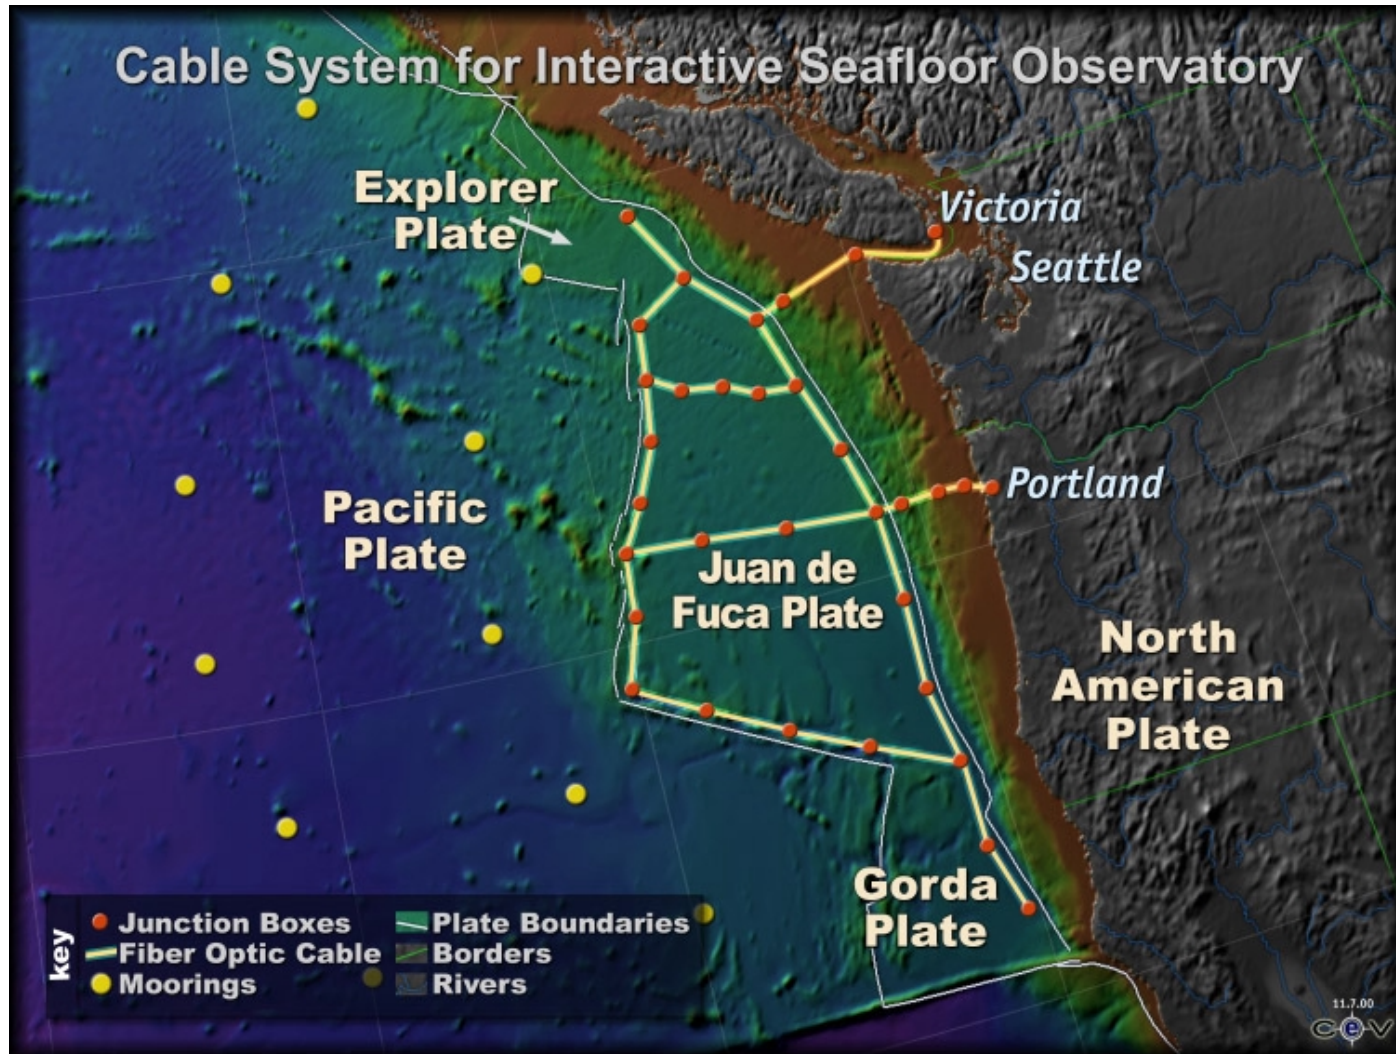 Cable System for Interactive Seafloor Observatory
Explorer
Plate
Victoria
Seattle
Pacific
Plate
Portland
Juan de
Fuca Plate
North
American
Plate
Gorda
Plate
key
Junction Boxes
Fiber Optic Cable
Moorings
Plate Boundaries
Borders
Rivers
11.7.00
CeV